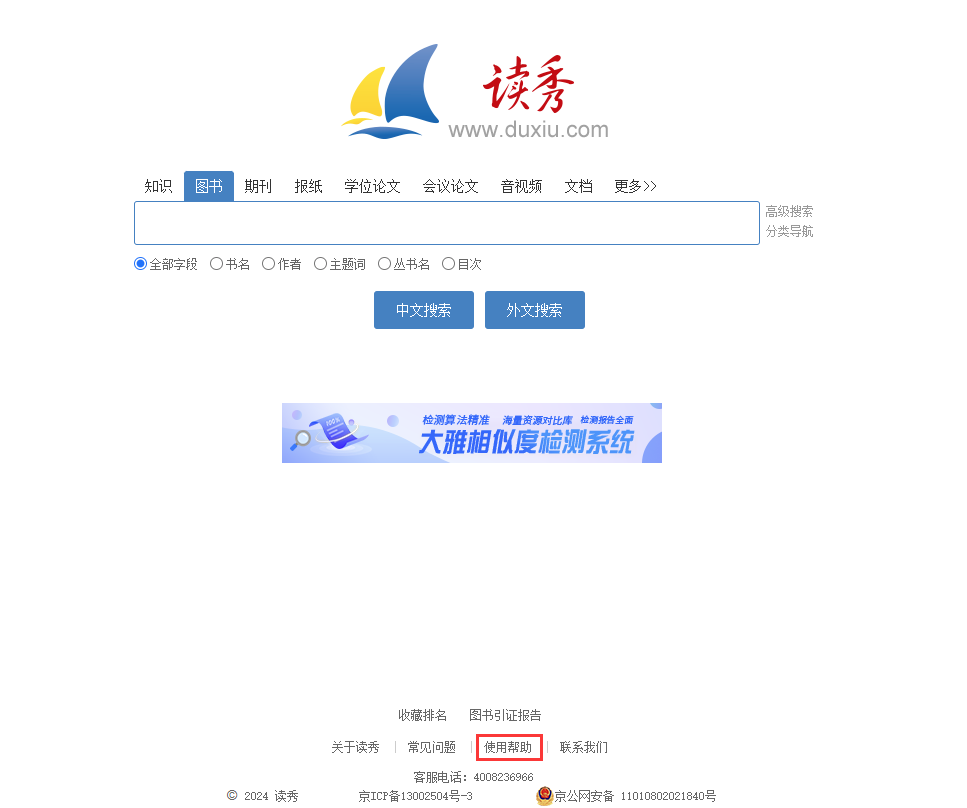 读秀
www.duxiu.com
知识 图书 期刊 报纸 学位论文 会议论文 音视频 文档 更多>>
高级搜索
分类导航
全部字段 书名 作者 主题词 丛书名 目次
中文搜索 外文搜索
检测算法精准 海量资源对比库 检测报告全面
大雅相似度检测系统
收藏排名 图书引证报告
关于读秀 | 常见问题 | 使用帮助 | 联系我们
客服电话：4008236966
© 2024 读秀 京ICP备13002504号-3 京公网安备 11010802021840号